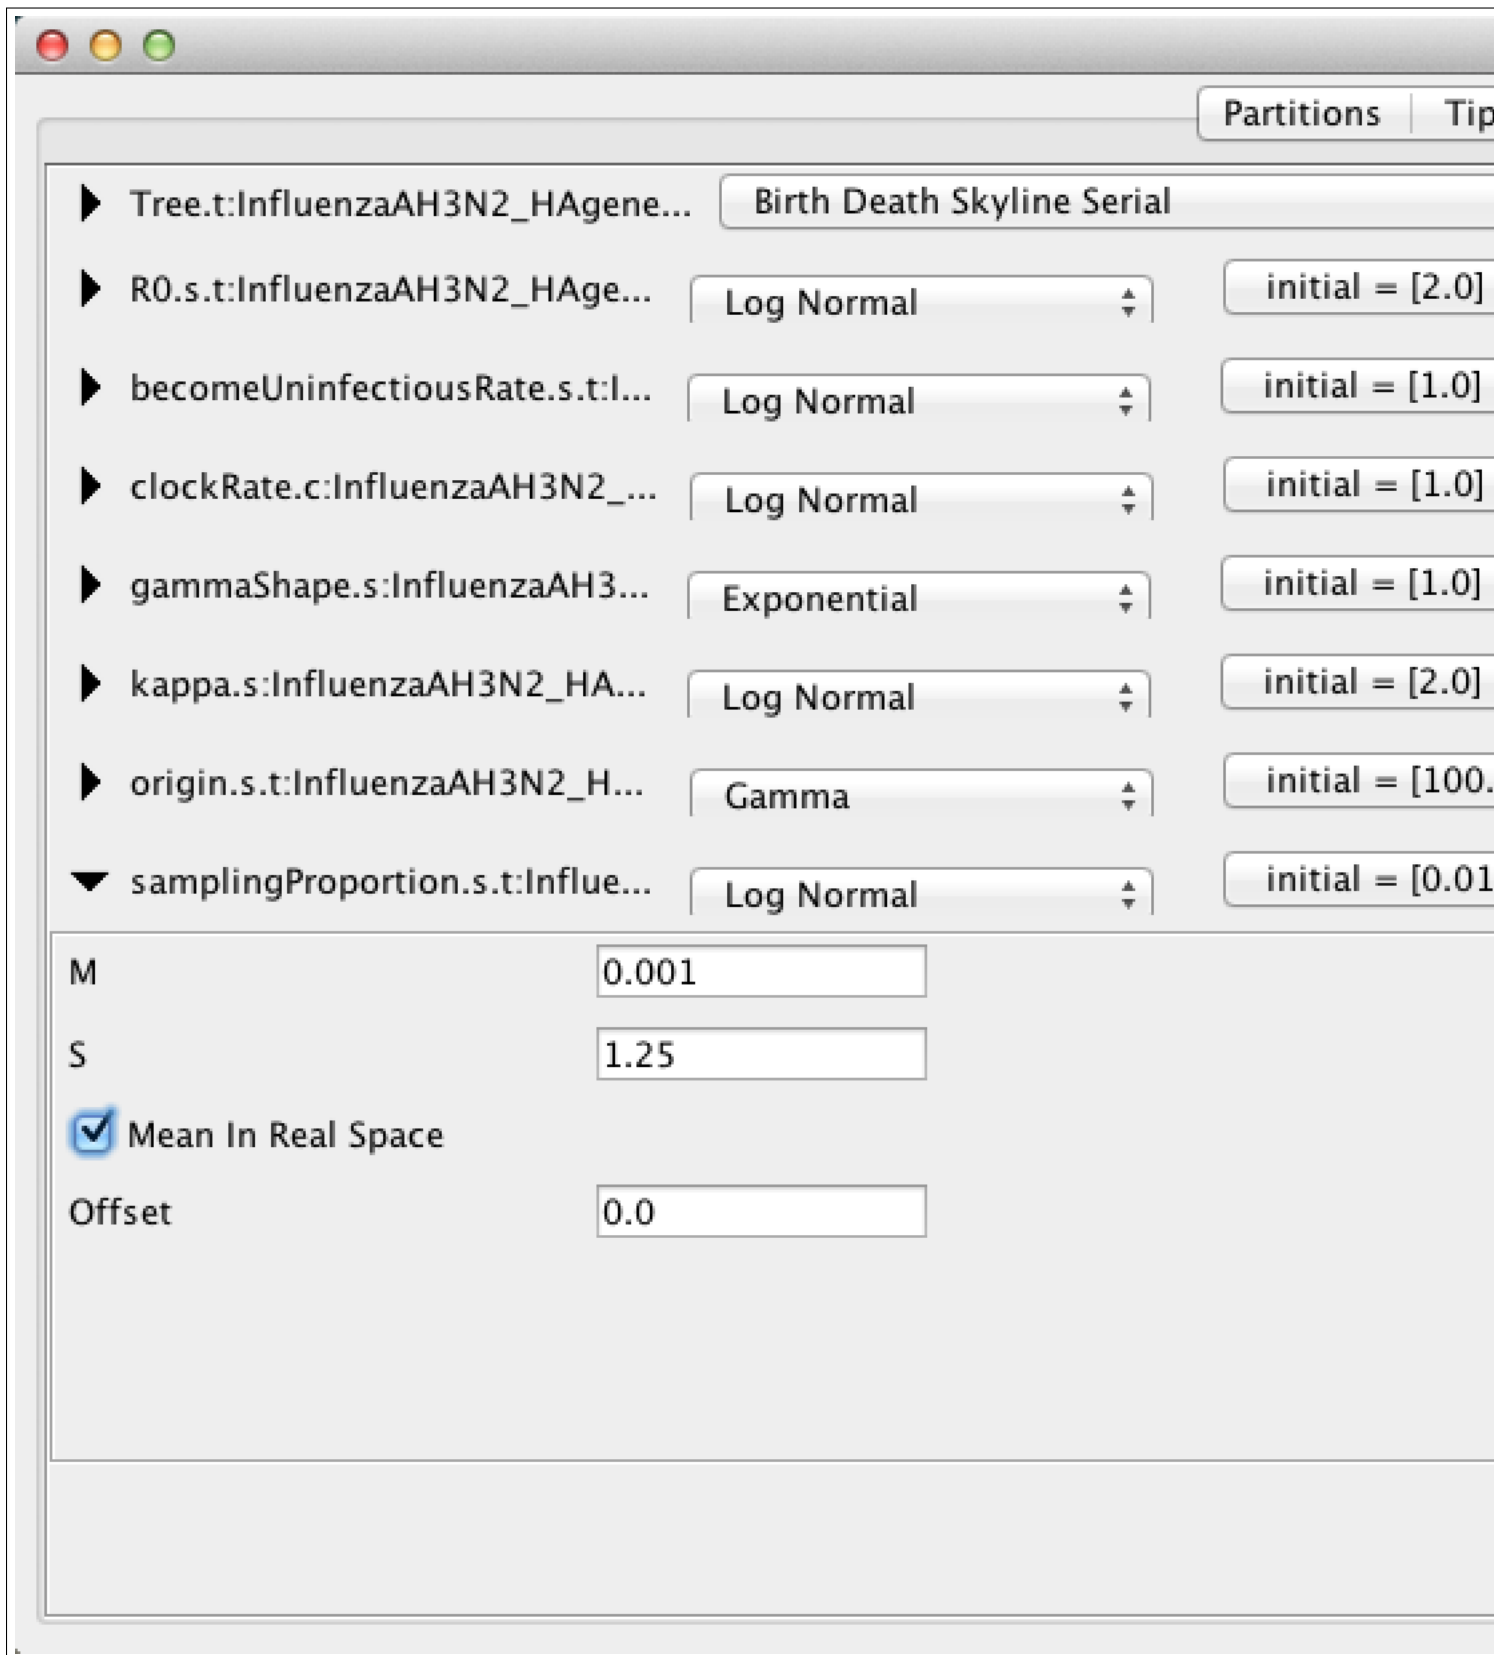 Partitions Tip
Tree.t:InfluenzaAH3N2_HAgene... Birth Death Skyline Serial
R0.s.t:InfluenzaAH3N2_HAge... Log Normal initial = [2.0]
becomeUninfectiousRate.s.t:I... Log Normal initial = [1.0]
clockRate.c:InfluenzaAH3N2_... Log Normal initial = [1.0]
gammaShape.s:InfluenzaAH3... Exponential initial = [1.0]
kappa.s:InfluenzaAH3N2_HA... Log Normal initial = [2.0]
origin.s.t:InfluenzaAH3N2_H... Gamma initial = [100.
samplingProportion.s.t:Influe... Log Normal initial = [0.01
M 0.001
S 1.25
Mean In Real Space
Offset 0.0